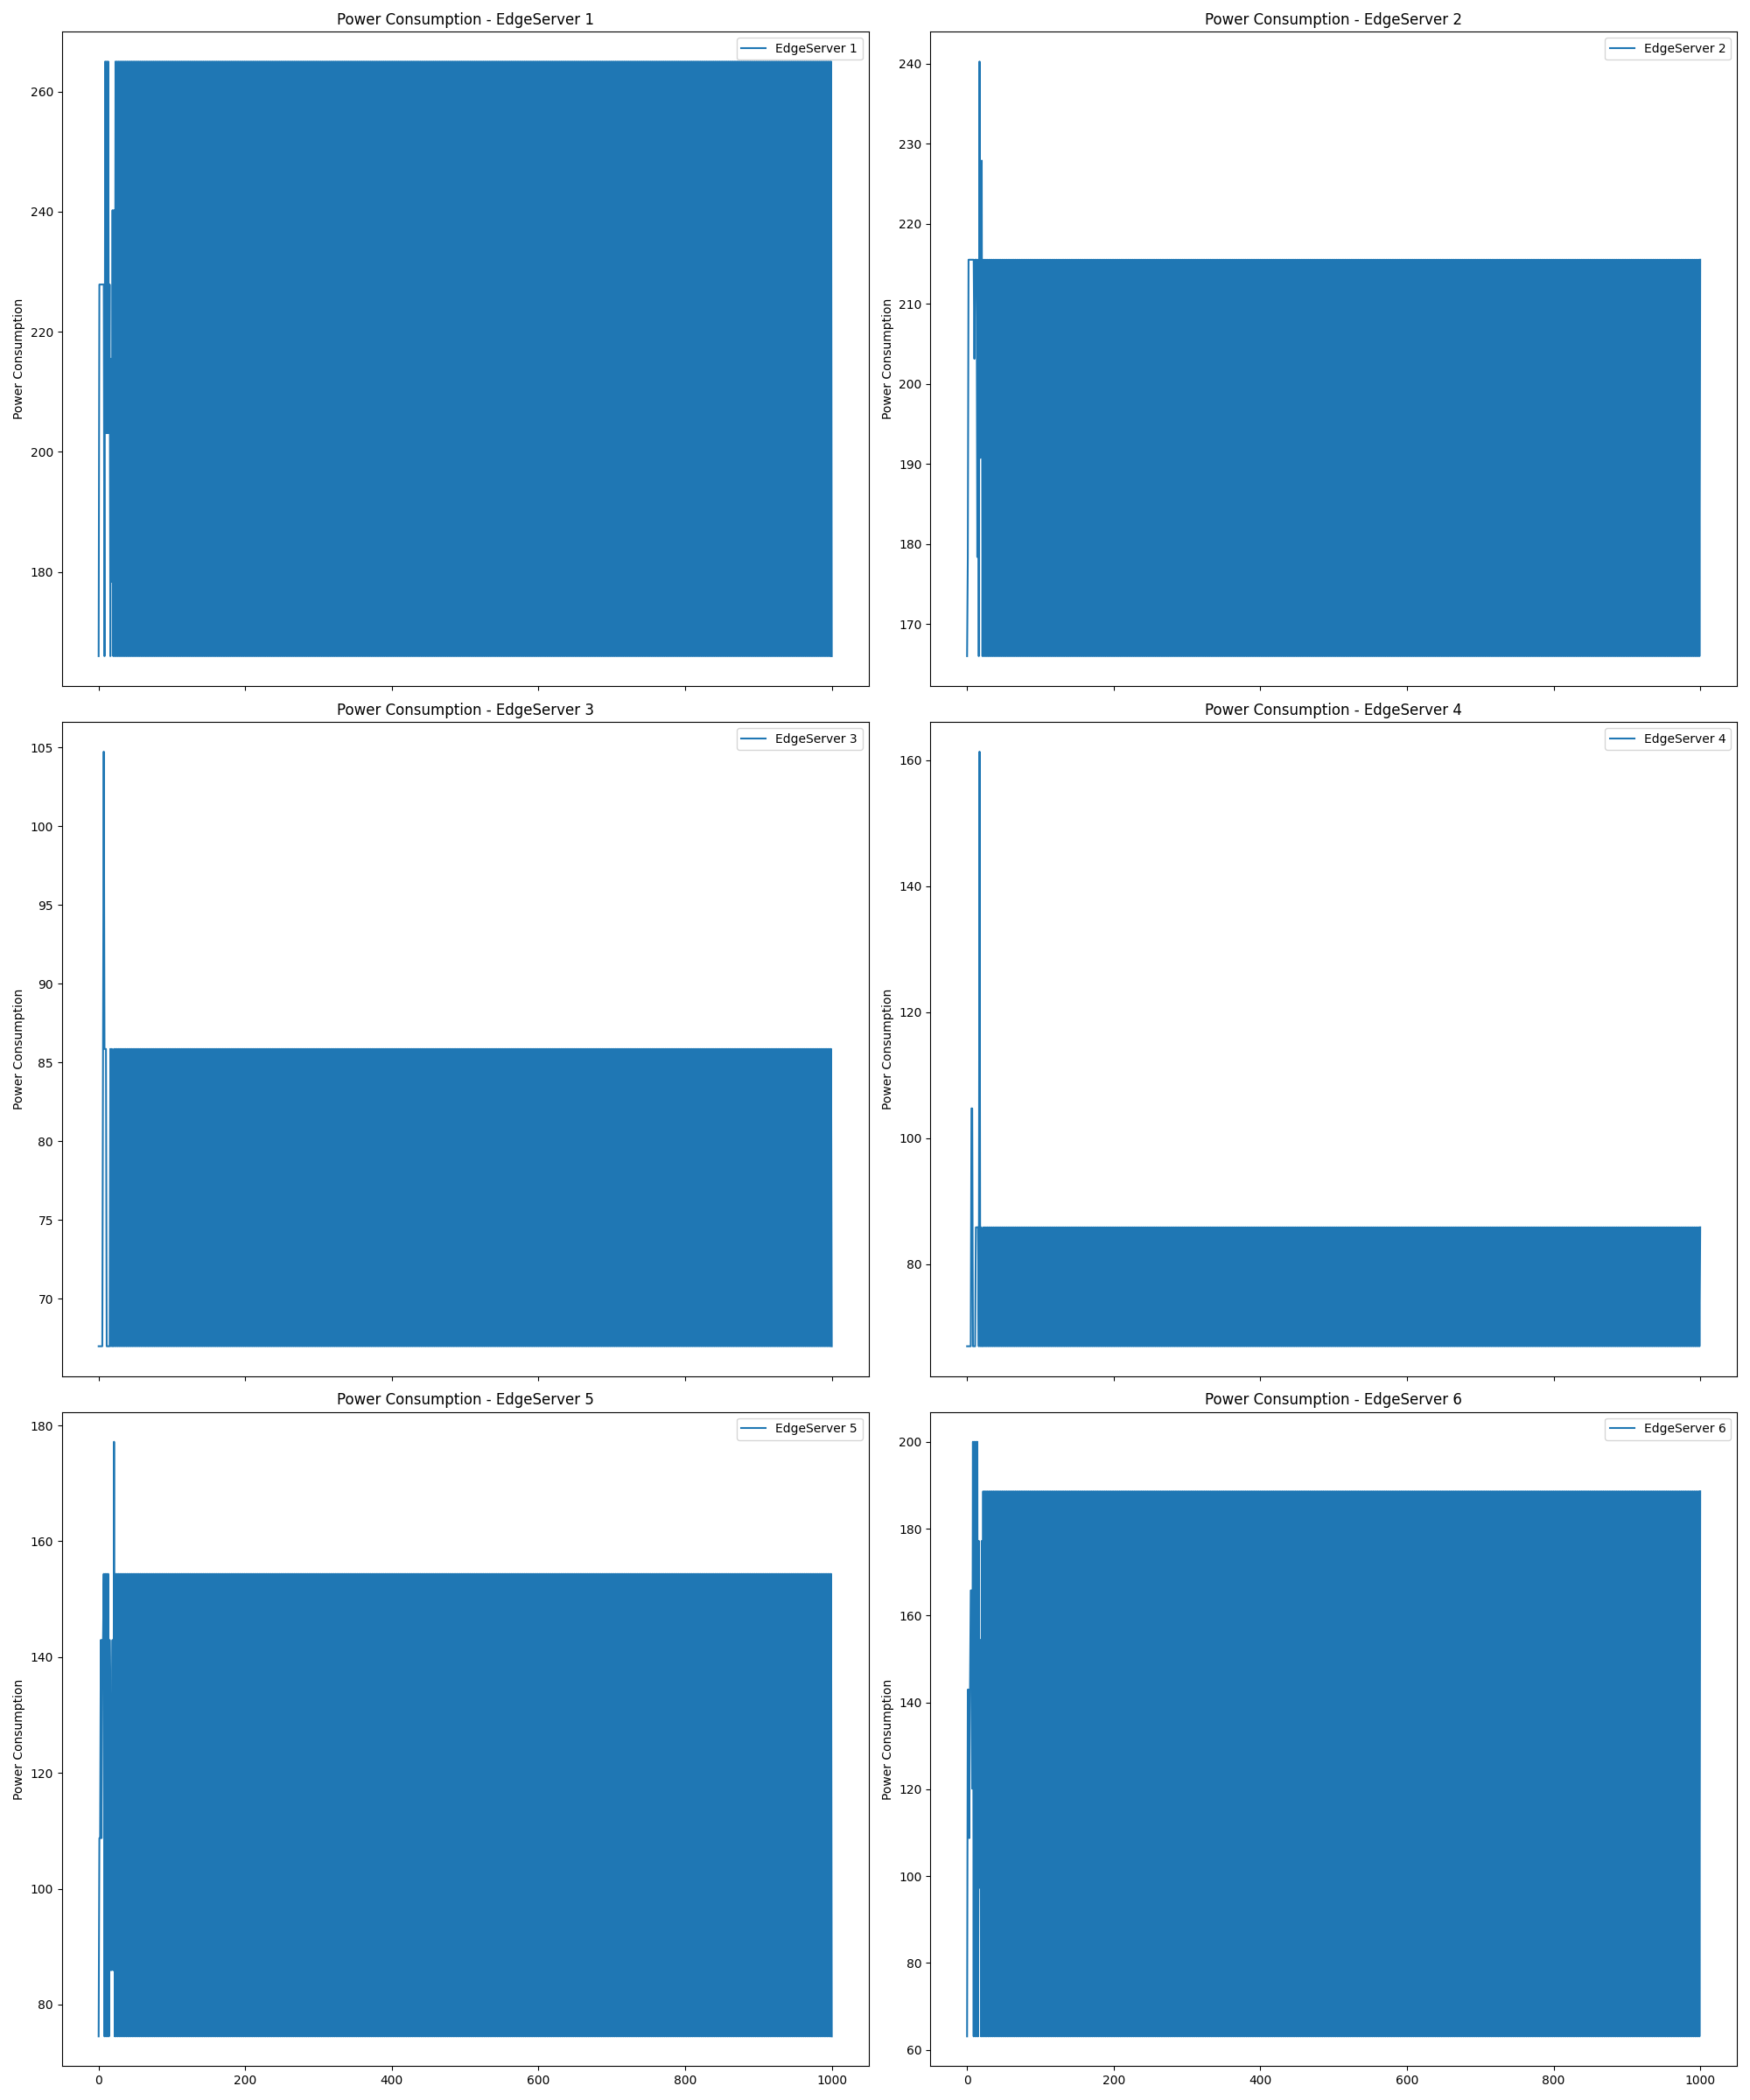 Power Consumption - EdgeServer 1
EdgeServer 1
260
240
220
200
180
Power Consumption
Power Consumption - EdgeServer 2
EdgeServer 2
240
230
220
210
200
190
180
170
Power Consumption
Power Consumption - EdgeServer 3
EdgeServer 3
105
100
95
90
85
80
75
70
Power Consumption
Power Consumption - EdgeServer 4
EdgeServer 4
160
140
120
100
80
Power Consumption
Power Consumption - EdgeServer 5
EdgeServer 5
180
160
140
120
100
80
Power Consumption
0 200 400 600 800 1000
Power Consumption - EdgeServer 6
EdgeServer 6
200
180
160
140
120
100
80
60
Power Consumption
0 200 400 600 800 1000